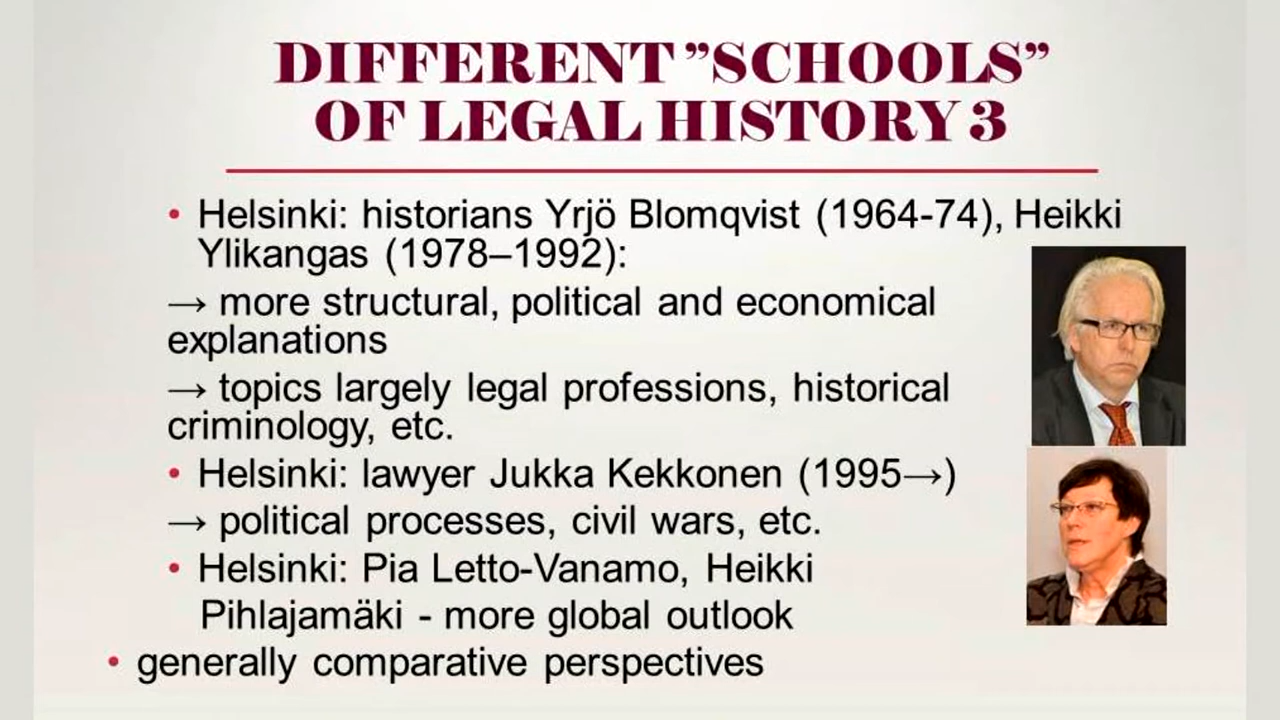 DIFFERENT ”SCHOOLS”
OF LEGAL HISTORY 3
• Helsinki: historians Yrjö Blomqvist (1964-74), Heikki
Ylikangas (1978–1992):
→ more structural, political and economical
explanations
→ topics largely legal professions, historical
criminology, etc.
• Helsinki: lawyer Jukka Kekkonen (1995→)
→ political processes, civil wars, etc.
• Helsinki: Pia Letto-Vanamo, Heikki
Pihlajamäki - more global outlook
• generally comparative perspectives